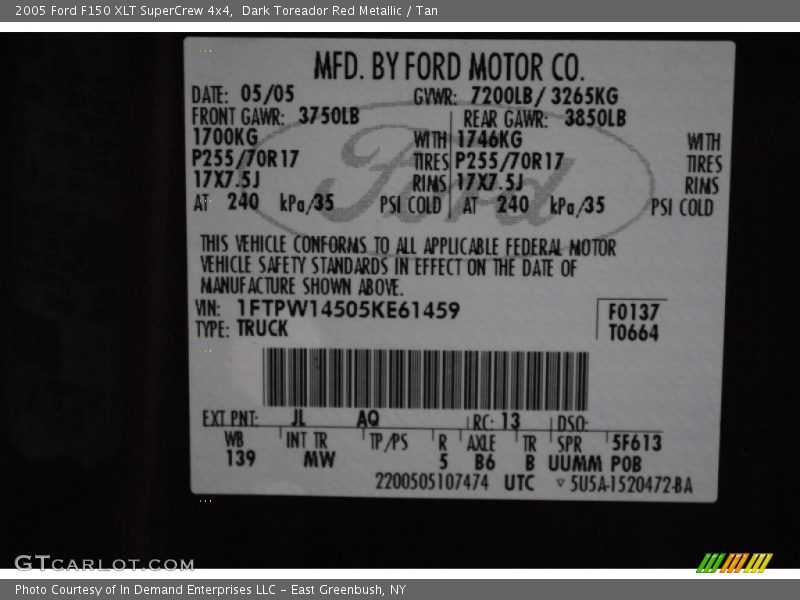 2005 Ford F150 XLT SuperCrew 4x4, Dark Toreador Red Metallic / Tan
MFD. BY FORD MOTOR CO.
DATE: 05/05 GVWR: 7200LB/ 3265KG
FRONT GAWR: 3750LB REAR GAWR: 3850LB
1700KG WITH 1746KG WITH
P255/70R17 TIRES P255/70R17 TIRES
17X7.5J RIMS 17X7.5J RIMS
AT 240 kPa/35 PSI COLD AT 240 kPa/35 PSI COLD
Ford
THIS VEHICLE CONFORMS TO ALL APPLICABLE FEDERAL MOTOR
VEHICLE SAFETY STANDARDS IN EFFECT ON THE DATE OF
MANUFACTURE SHOWN ABOVE.
VIN: 1FTPW14505KE61459 F0137
TYPE: TRUCK T0664
EXT PNT: JL AQ RC: 13 DSO:
WB INT TR TP/PS R AXLE TR SPR 5F613
139 MW 5 B6 B UUMM POB
2200505107474 UTC ▽ 5U5A-1520472-BA
GTCARLOT.COM
Photo Courtesy of In Demand Enterprises LLC – East Greenbush, NY